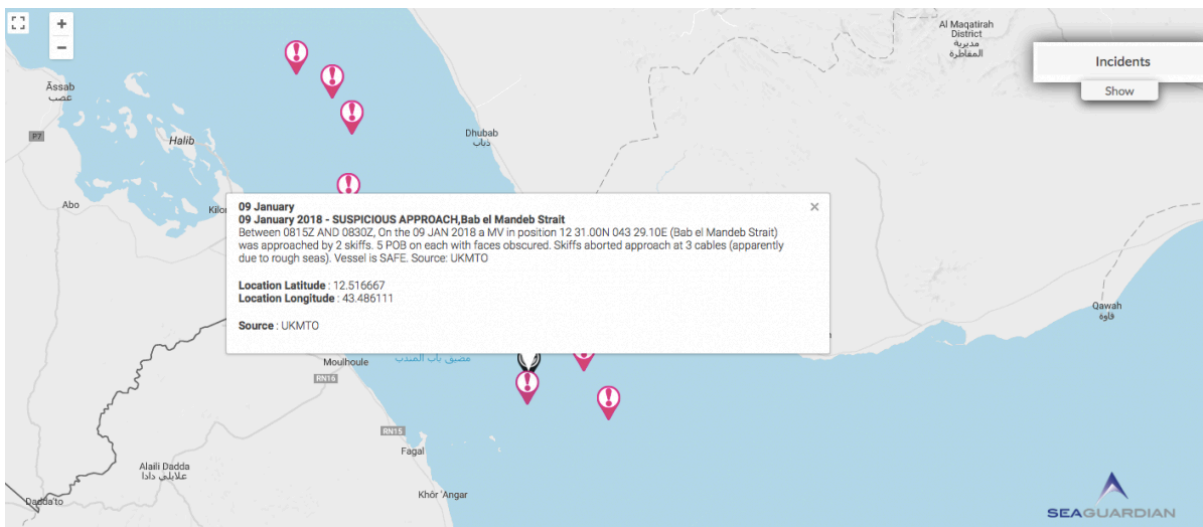 +
−
Al Maqatirah
District
مديرية
المقاطرة
Incidents
Show
Āssab
عصب
P7
Halib
Dhubab
ذباب
Abo
09 January
09 January 2018 - SUSPICIOUS APPROACH,Bab el Mandeb Strait
Between 0815Z AND 0830Z, On the 09 JAN 2018 a MV in position 12 31.00N 043 29.10E (Bab el Mandeb Strait)
was approached by 2 skiffs. 5 POB on each with faces obscured. Skiffs aborted approach at 3 cables (apparently
due to rough seas). Vessel is SAFE. Source: UKMTO
Location Latitude : 12.516667
Location Longitude : 43.486111
Source : UKMTO
×
Qawah
قاوة
مضيق باب المندب
Moulhoule
RN16
RN15
Fagal
Alaili Dadda
علايلي دادا
Dadda'to
Khôr 'Angar
SEAGUARDIAN